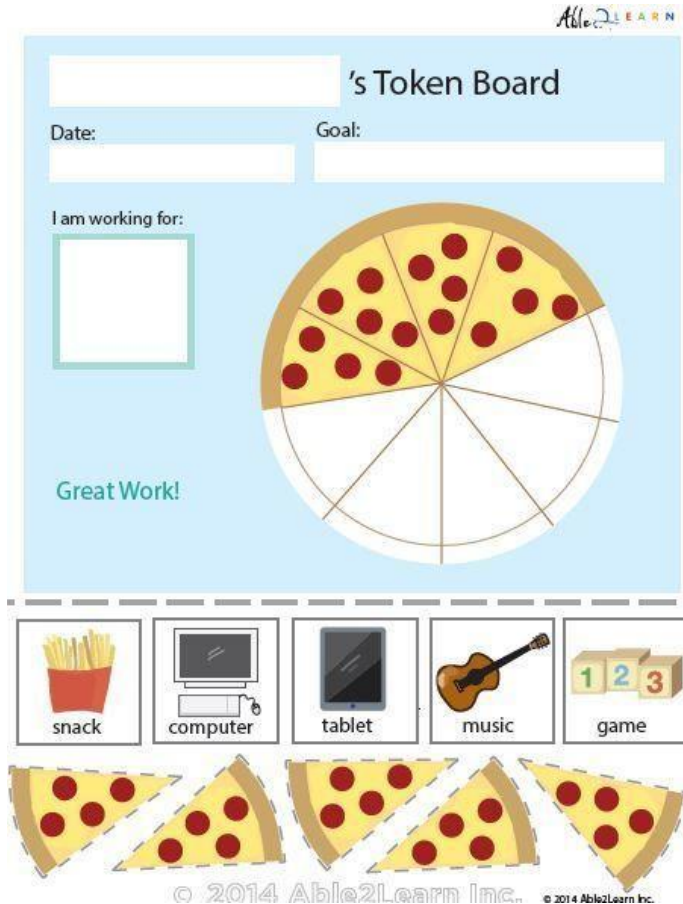 Able2LEARN
's Token Board
Date:
Goal:
I am working for:
Great Work!
snack
computer
tablet
music
game
1 2 3
© 2014 Able2Learn Inc.
© 2014 Able2Learn Inc.